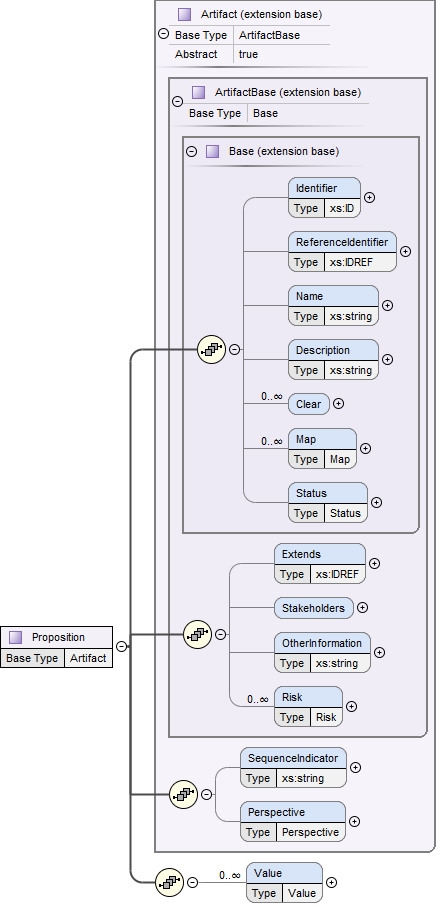 Artifact (extension base)
Base Type ArtifactBase
Abstract true
ArtifactBase (extension base)
Base Type Base
Base (extension base)
Identifier
Type xs:ID
ReferenceIdentifier
Type xs:IDREF
Name
Type xs:string
Description
Type xs:string
0..∞ Clear
0..∞ Map
Type Map
Status
Type Status
Extends
Type xs:IDREF
Stakeholders
OtherInformation
Type xs:string
0..∞ Risk
Type Risk
Proposition
Base Type Artifact
SequenceIndicator
Type xs:string
Perspective
Type Perspective
0..∞ Value
Type Value